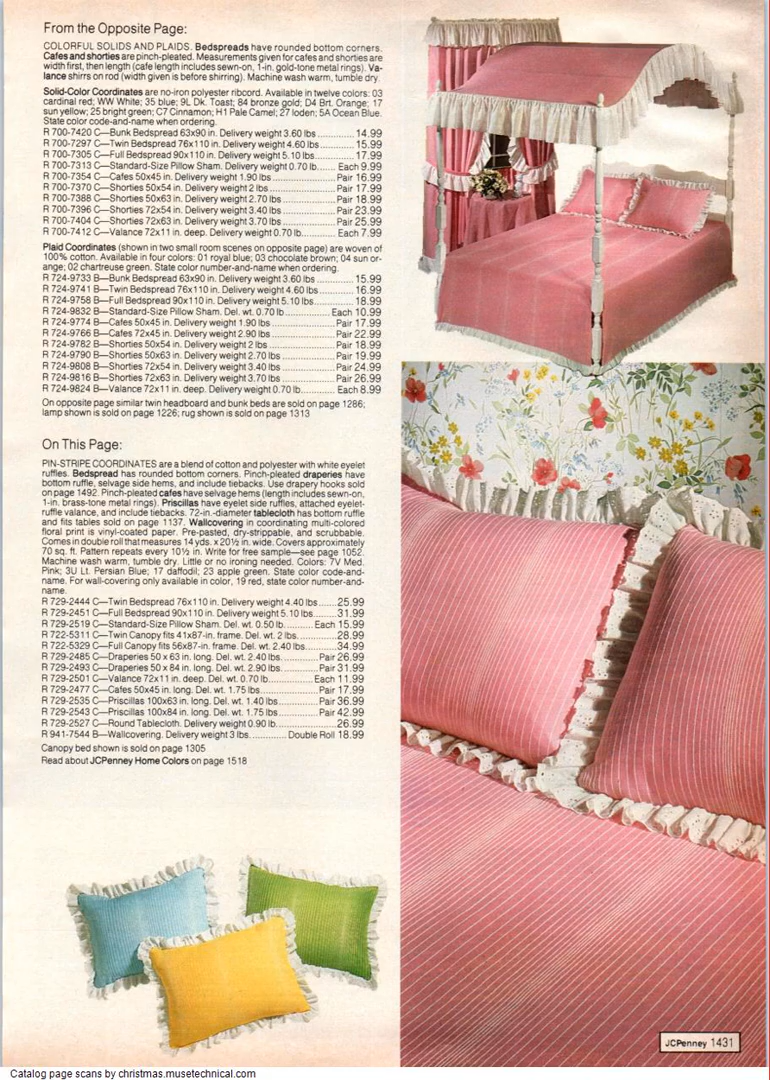 From the Opposite Page:
COLORFUL SOLIDS AND PLAIDS. Bedspreads have rounded bottom corners.
Cafes and shorties are pinch-pleated. Measurements given for cafes and shorties are
width first, then length (cafe length includes sewn-on, 1-in. gold-tone metal rings). Va-
lance shirrs on rod (width given is before shirring). Machine wash warm, tumble dry.
Solid-Color Coordinates are no-iron polyester ribcord. Available in twelve colors: 03
cardinal red; WW White; 35 blue; 9L Dk. Toast; 84 bronze gold; D4 Brt. Orange; 17
sun yellow; 25 bright green; C7 Cinnamon; H1 Pale Camel; 27 loden; 5A Ocean Blue.
State color code-and-name when ordering.
R 700-7420 C—Bunk Bedspread 63x90 in. Delivery weight 3.60 lbs.............14.99
R 700-7297 C—Twin Bedspread 76x110 in. Delivery weight 4.60 lbs...........15.99
R 700-7305 C—Full Bedspread 90x110 in. Delivery weight 5.10 lbs............17.99
R 700-7313 C—Standard-Size Pillow Sham. Delivery weight 0.70 lb......Each 9.99
R 700-7354 C—Cafes 50x45 in. Delivery weight 1.90 lbs....................Pair 16.99
R 700-7370 C—Shorties 50x54 in. Delivery weight 2 lbs.....................Pair 17.99
R 700-7388 C—Shorties 50x63 in. Delivery weight 2.70 lbs.................Pair 18.99
R 700-7396 C—Shorties 72x54 in. Delivery weight 3.40 lbs.................Pair 23.99
R 700-7404 C—Shorties 72x63 in. Delivery weight 3.70 lbs.................Pair 25.99
R 700-7412 C—Valance 72x11 in. deep. Delivery weight 0.70 lb...........Each 7.99
Plaid Coordinates (shown in two small room scenes on opposite page) are woven of
100% cotton. Available in four colors: 01 royal blue; 03 chocolate brown; 04 sun or-
ange; 02 chartreuse green. State color number-and-name when ordering.
R 724-9733 B—Bunk Bedspread 63x90 in. Delivery weight 3.60 lbs.............15.99
R 724-9741 B—Twin Bedspread 76x110 in. Delivery weight 4.60 lbs............16.99
R 724-9758 B—Full Bedspread 90x110 in. Delivery weight 5.10 lbs............18.99
R 724-9832 B—Standard-Size Pillow Sham. Del. wt. 0.70 lb.............Each 10.99
R 724-9774 B—Cafes 50x45 in. Delivery weight 1.90 lbs....................Pair 17.99
R 724-9766 B—Cafes 72x45 in. Delivery weight 2.90 lbs....................Pair 22.99
R 724-9782 B—Shorties 50x54 in. Delivery weight 2 lbs.....................Pair 18.99
R 724-9790 B—Shorties 50x63 in. Delivery weight 2.70 lbs.................Pair 19.99
R 724-9808 B—Shorties 72x54 in. Delivery weight 3.40 lbs.................Pair 24.99
R 724-9816 B—Shorties 72x63 in. Delivery weight 3.70 lbs.................Pair 26.99
R 724-9824 B—Valance 72x11 in. deep. Delivery weight 0.70 lb...........Each 8.99
On opposite page similar twin headboard and bunk beds are sold on page 1286;
lamp shown is sold on page 1226; rug shown is sold on page 1313
On This Page:
PIN-STRIPE COORDINATES are a blend of cotton and polyester with white eyelet
ruffles. Bedspread has rounded bottom corners. Pinch-pleated draperies have
bottom ruffle, selvage side hems, and include tiebacks. Use drapery hooks sold
on page 1492. Pinch-pleated cafes have selvage hems (length includes sewn-on,
1-in. brass-tone metal rings). Priscillas have eyelet side ruffles, attached eyelet-
ruffle valance, and include tiebacks. 72-in.-diameter tablecloth has bottom ruffle
and fits tables sold on page 1137. Wallcovering in coordinating multi-colored
floral print is vinyl-coated paper. Pre-pasted, dry-strippable, and scrubbable.
Comes in double roll that measures 14 yds. x 20½ in. wide. Covers approximately
70 sq. ft. Pattern repeats every 10½ in. Write for free sample—see page 1052.
Machine wash warm, tumble dry. Little or no ironing needed. Colors: 7V Med.
Pink; 3U Lt. Persian Blue; 17 daffodil; 23 apple green. State color code-and-
name. For wall-covering only available in color, 19 red, state color number-and-
name.
R 729-2444 C—Twin Bedspread 76x110 in. Delivery weight 4.40 lbs......25.99
R 729-2451 C—Full Bedspread 90x110 in. Delivery weight 5.10 lbs.......31.99
R 729-2519 C—Standard-Size Pillow Sham. Del. wt. 0.50 lb..........Each 15.99
R 722-5311 C—Twin Canopy fits 41x87-in. frame. Del. wt. 2 lbs............28.99
R 722-5329 C—Full Canopy fits 56x87-in. frame. Del. wt. 2.40 lbs..........34.99
R 729-2485 C—Draperies 50 x 63 in. long. Del. wt. 2.40 lbs...........Pair 26.99
R 729-2493 C—Draperies 50 x 84 in. long. Del. wt. 2.90 lbs...........Pair 31.99
R 729-2501 C—Valance 72x11 in. deep. Del. wt. 0.70 lb..............Each 11.99
R 729-2477 C—Cafes 50x45 in. long. Del. wt. 1.75 lbs................Pair 17.99
R 729-2535 C—Priscillas 100x63 in. long. Del. wt. 1.40 lbs............Pair 36.99
R 729-2543 C—Priscillas 100x84 in. long. Del. wt. 1.75 lbs............Pair 42.99
R 729-2527 C—Round Tablecloth. Delivery weight 0.90 lb..................26.99
R 941-7544 B—Wallcovering. Delivery weight 3 lbs.............Double Roll 18.99
Canopy bed shown is sold on page 1305
Read about JCPenney Home Colors on page 1518
JCPenney 1431
Catalog page scans by christmas.musetechnical.com